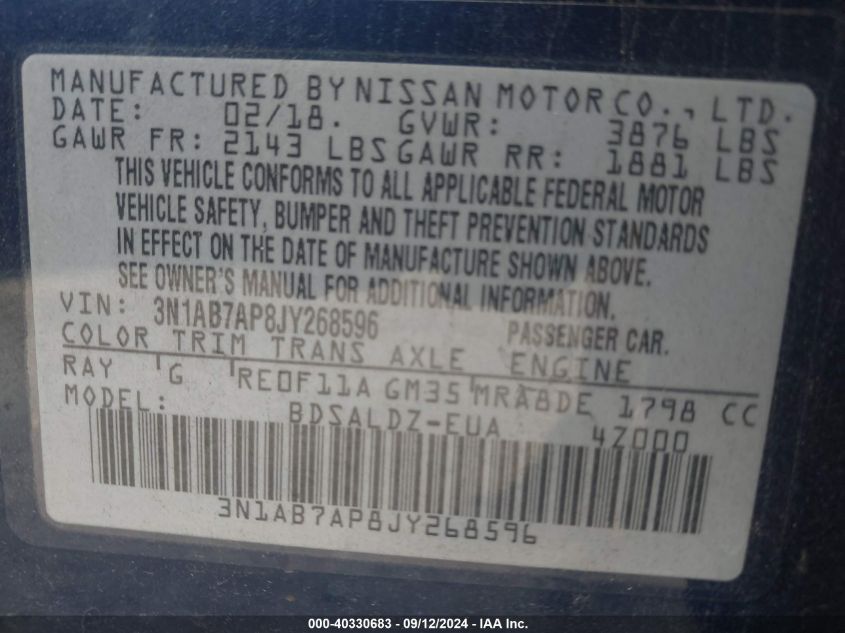 MANUFACTURED BY NISSAN MOTOR CO., LTD.
DATE: 02/18. GVWR: 3876 LBS
GAWR FR: 2143 LBS GAWR RR: 1881 LBS
THIS VEHICLE CONFORMS TO ALL APPLICABLE FEDERAL MOTOR
VEHICLE SAFETY, BUMPER AND THEFT PREVENTION STANDARDS
IN EFFECT ON THE DATE OF MANUFACTURE SHOWN ABOVE.
SEE OWNER'S MANUAL FOR ADDITIONAL INFORMATION.
VIN: 3N1AB7AP8JY268596 PASSENGER CAR.
COLOR TRIM TRANS AXLE ENGINE
RAY G RE0F11A GM35 MRA8DE 1798 CC
MODEL: BDSALDZ-EUA 4Z000
3N1AB7AP8JY268596
000-40330683 - 09/12/2024 - IAA Inc.